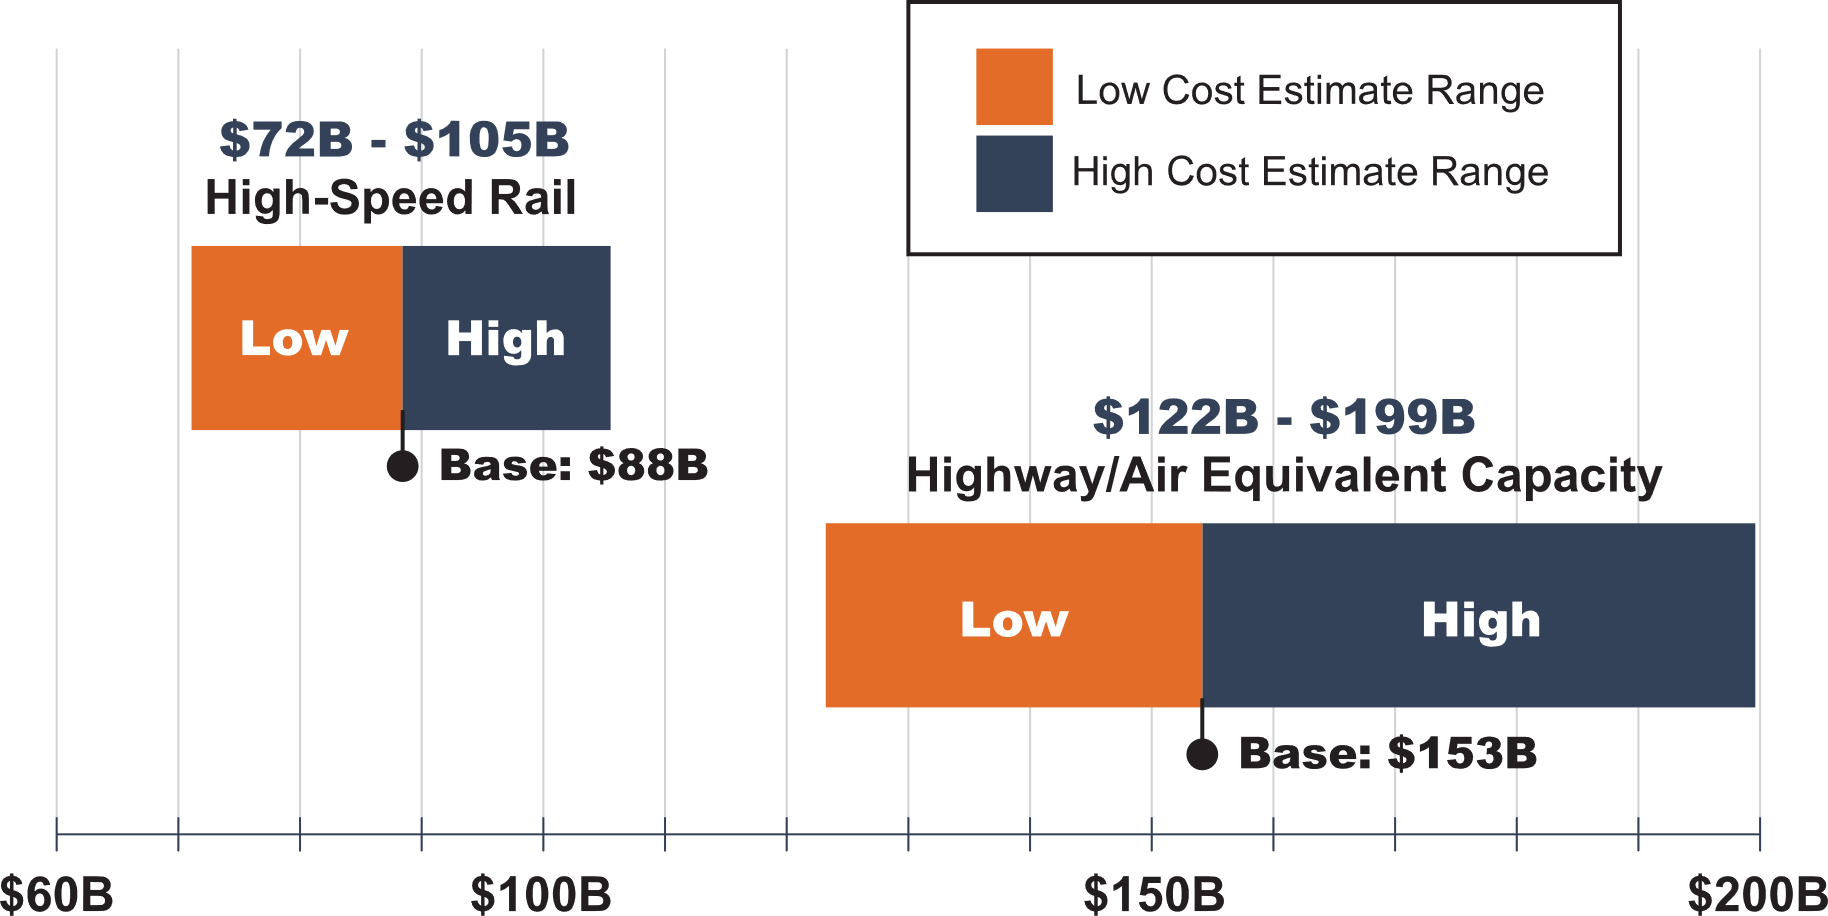 Low Cost Estimate Range
High Cost Estimate Range
$72B - $105B
High-Speed Rail
Low
High
Base: $88B
$122B - $199B
Highway/Air Equivalent Capacity
Low
High
Base: $153B
$60B
$100B
$150B
$200B